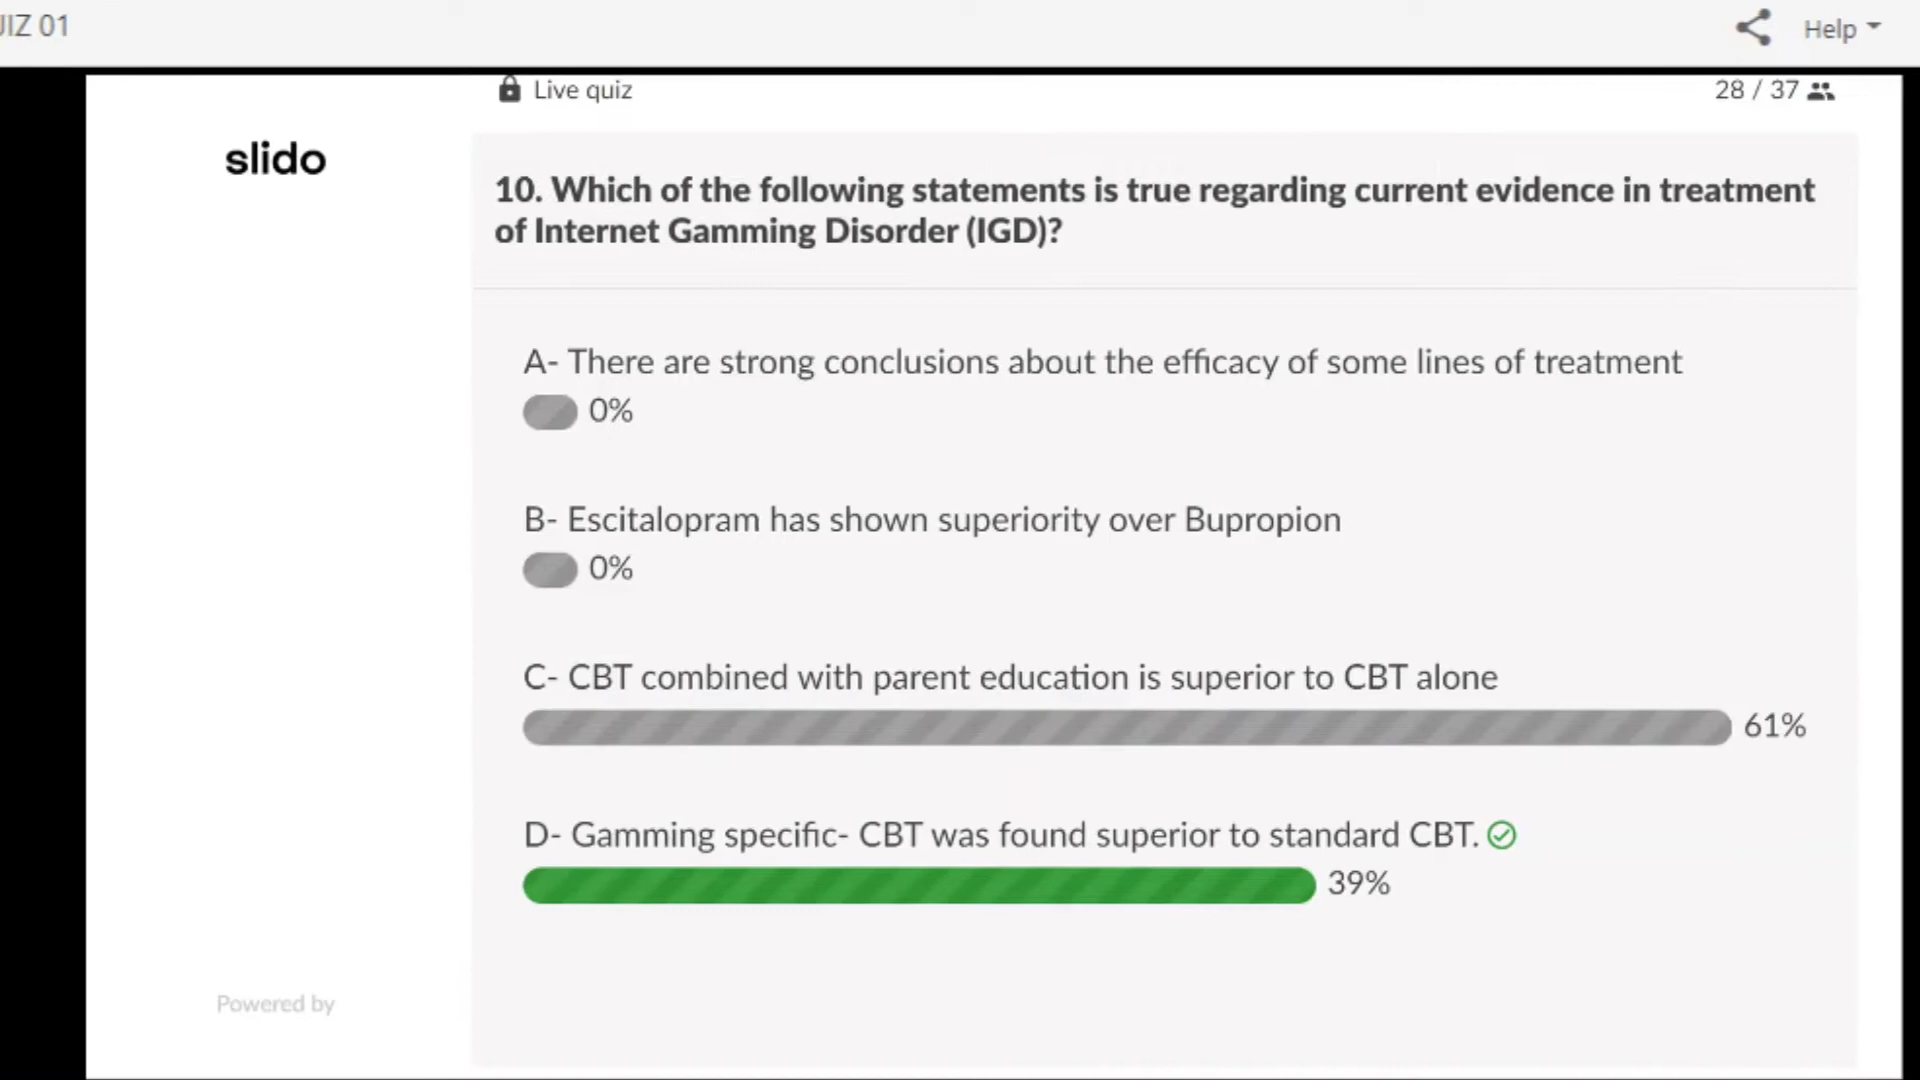 UIZ 01
Help
Live quiz
28 / 37
slido
10. Which of the following statements is true regarding current evidence in treatment
of Internet Gamming Disorder (IGD)?
A- There are strong conclusions about the efficacy of some lines of treatment
0%
B- Escitalopram has shown superiority over Bupropion
0%
C- CBT combined with parent education is superior to CBT alone
61%
D- Gamming specific- CBT was found superior to standard CBT.
39%
Powered by